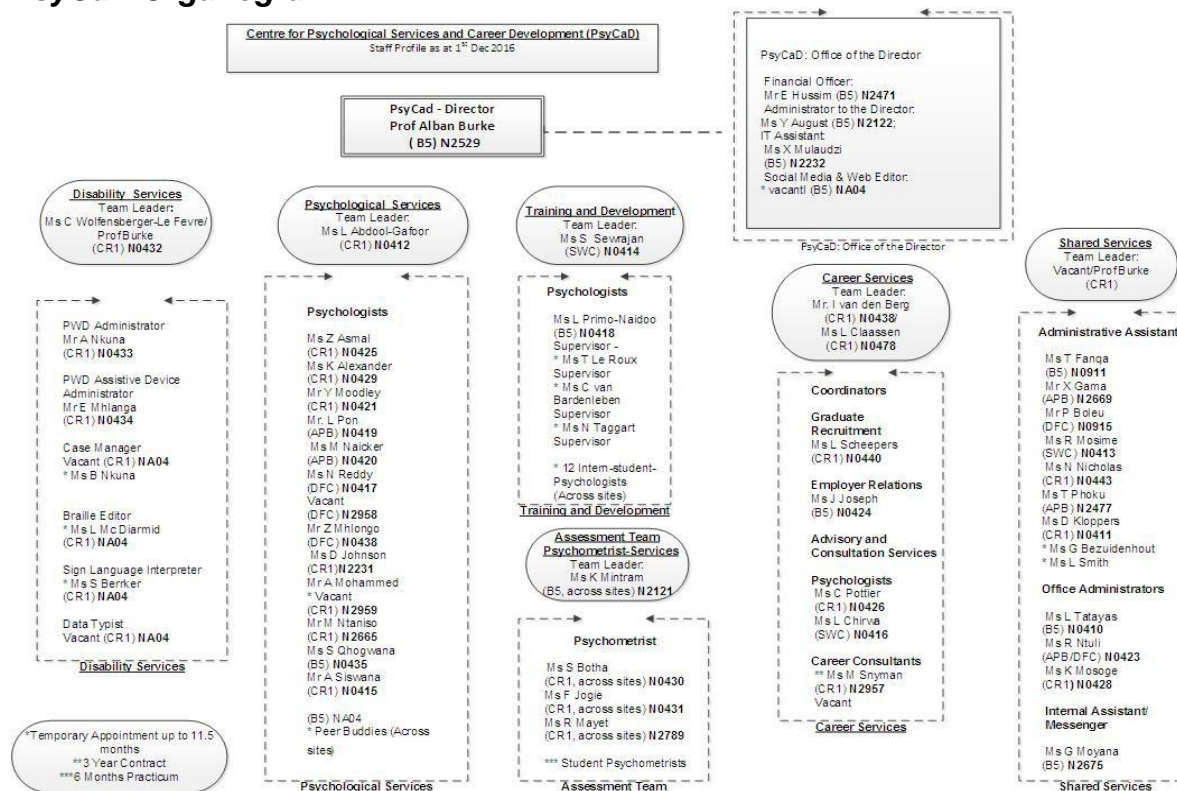 Centre for Psychological Services and Career Development (PsyCaD)
Staff Profile as at 1st Dec 2016
PsyCad - Director
Prof Alban Burke
( B5) N2529
PsyCaD: Office of the Director
Financial Officer:
Mr E Hussim (B5) N2471
Administrator to the Director:
Ms Y August (B5) N2122;
IT Assistant:
Ms X Mulaudzi
(B5) N2232
Social Media & Web Editor:
* vacantl (B5) NA04
PsyCaD: Office of the Director
Disability Services
Team Leader:
Ms C Wolfensberger-Le Fevre/
Prof Burke
(CR1) N0432
PWD Administrator
Mr A Nkuna
(CR1) N0433
PWD Assistive Device
Administrator
Mr E Mhlanga
(CR1) N0434
Case Manager
Vacant (CR1) NA04
* Ms B Nkuna
Braille Editor
* Ms L Mc Diarmid
(CR1) NA04
Sign Language Interpreter
* Ms S Berrker
(CR1) NA04
Data Typist
Vacant (CR1) NA04
Disability Services
*Temporary Appointment up to 11.5
months
**3 Year Contract
***6 Months Practicum
Psychological Services
Team Leader:
Ms L Abdool-Gafoor
(CR1) N0412
Psychologists
Ms Z Asmal
(CR1) N0425
Ms K Alexander
(CR1) N0429
Mr Y Moodley
(CR1) N0421
Mr. L Pon
(APB) N0419
Ms M Naicker
(APB) N0420
Ms N Reddy
(DFC) N0417
Vacant
(DFC) N2958
Mr Z Mhlongo
(DFC) N0438
Ms D Johnson
(CR1)N2231
Mr A Mohammed
* Vacant
(CR1) N2959
Mr M Ntaniso
(CR1) N2665
Ms S Qhogwana
(B5) N0435
Mr A Siswana
(CR1) N0415
(B5) NA04
* Peer Buddies (Across
sites)
Psychological Services
Training and Development
Team Leader:
Ms S Sewrajan
(SWC) N0414
Psychologists
Ms L Primo-Naidoo
(B5) N0418
Supervisor -
* Ms T Le Roux
Supervisor
* Ms C van
Bardenleben
Supervisor
* Ms N Taggart
Supervisor
* 12 Intern-student-
Psychologists
(Across sites)
Training and Development
Assessment Team
Psychometrist-Services
Team Leader:
Ms K Mintram
(B5, across sites) N2121
Psychometrist
Ms S Botha
(CR1, across sites) N0430
Ms F Jogie
(CR1, across sites) N0431
Ms R Mayet
(CR1, across sites) N2789
*** Student Psychometrists
Assessment Team
Career Services
Team Leader:
Mr. I van den Berg
(CR1) N0438/
Ms L Claassen
(CR1) N0478
Coordinators
Graduate
Recruitment
Ms L Scheepers
(CR1) N0440
Employer Relations
Ms J Joseph
(B5) N0424
Advisory and
Consultation Services
Psychologists
Ms C Pottier
(CR1) N0426
Ms L Chirwa
(SWC) N0416
Career Consultants
** Ms M Snyman
(CR1) N2957
Vacant
Career Services
Shared Services
Team Leader:
Vacant/Prof Burke
(CR1)
Administrative Assistant
Ms T Fanqa
(B5) N0911
Mr X Gama
(APB) N2669
Mr P Boleu
(DFC) N0915
Ms R Mosime
(SWC) N0413
Ms N Nicholas
(CR1) N0443
Ms T Phoku
(APB) N2477
Ms D Kloppers
(CR1) N0411
* Ms G Bezuidenhout
* Ms L Smith
Office Administrators
Ms L Tatayas
(B5) N0410
Ms R Ntuli
(APB/DFC) N0423
Ms K Mosoge
(CR1) N0428
Internal Assistant/
Messenger
Ms G Moyana
(B5) N2675
Shared Services